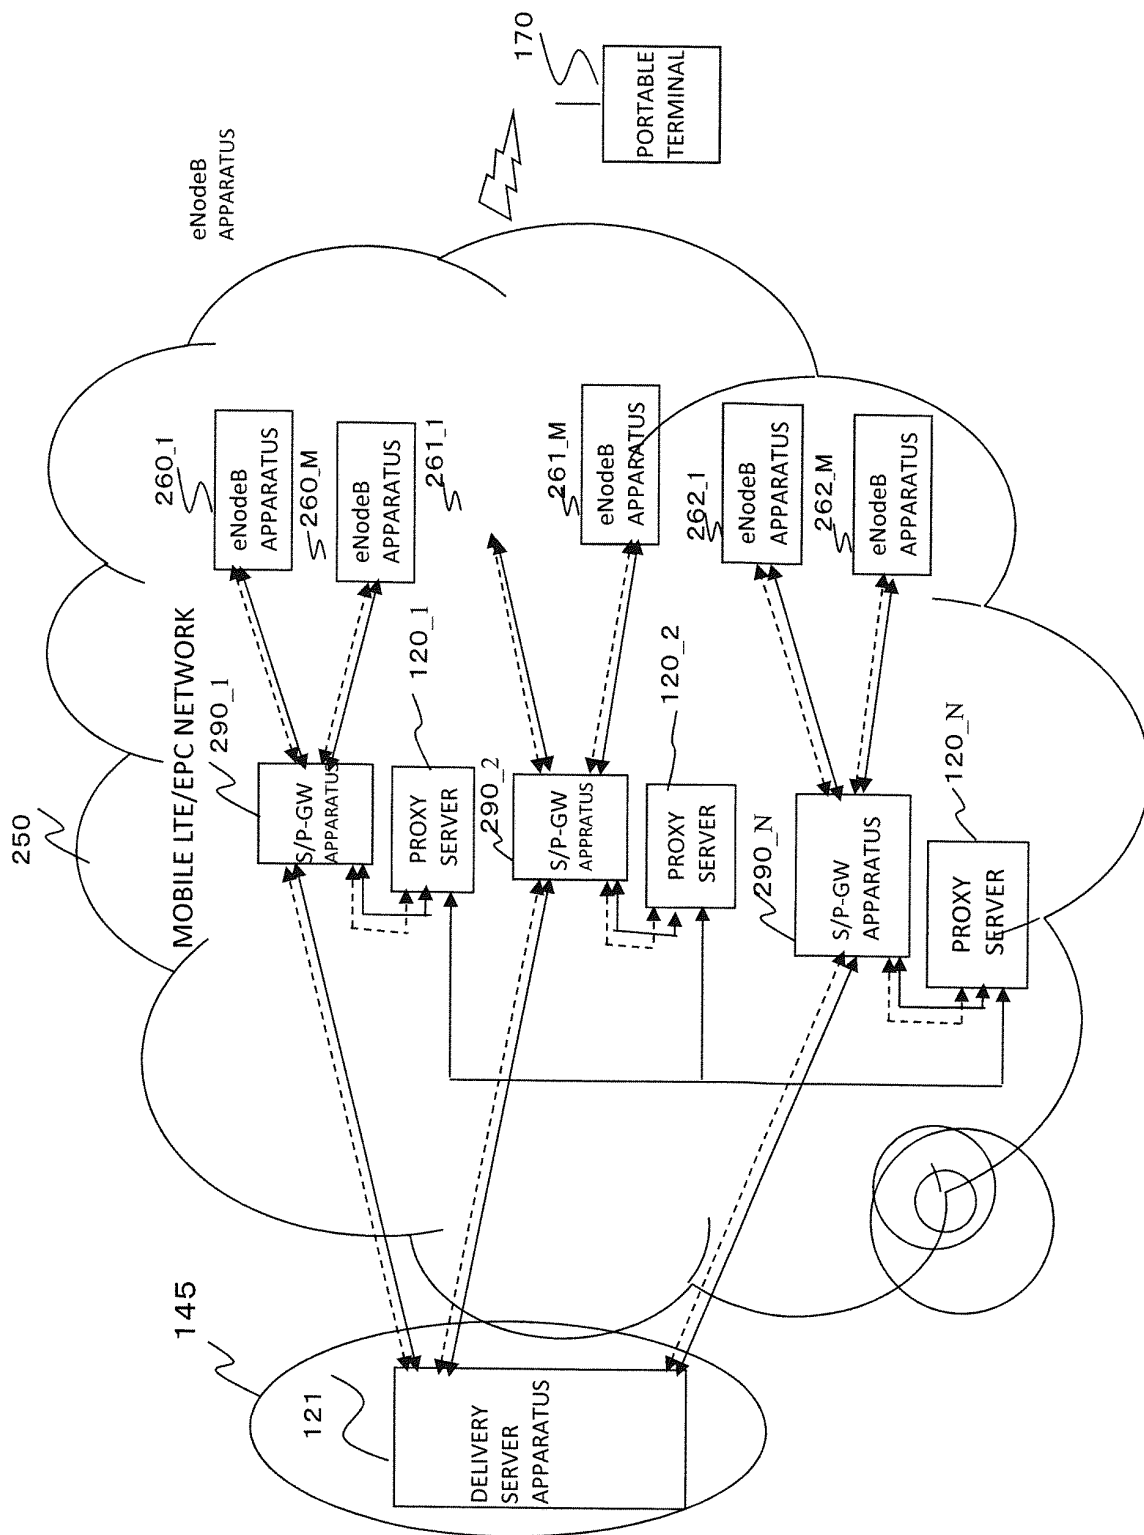 250
MOBILE LTE/EPC NETWORK
145
121
DELIVERY
SERVER
APPARATUS
290_1
S/P-GW
APPARATUS
120_1
PROXY
SERVER
290_2
S/P-GW
APPRATUS
120_2
PROXY
SERVER
290_N
S/P-GW
APPARATUS
120_N
PROXY
SERVER
260_1
eNodeB
APPARATUS
260_M
eNodeB
APPARATUS
261_1
eNodeB
APPARATUS
261_M
eNodeB
APPARATUS
262_1
eNodeB
APPARATUS
262_M
eNodeB
APPARATUS
170
PORTABLE
TERMINAL